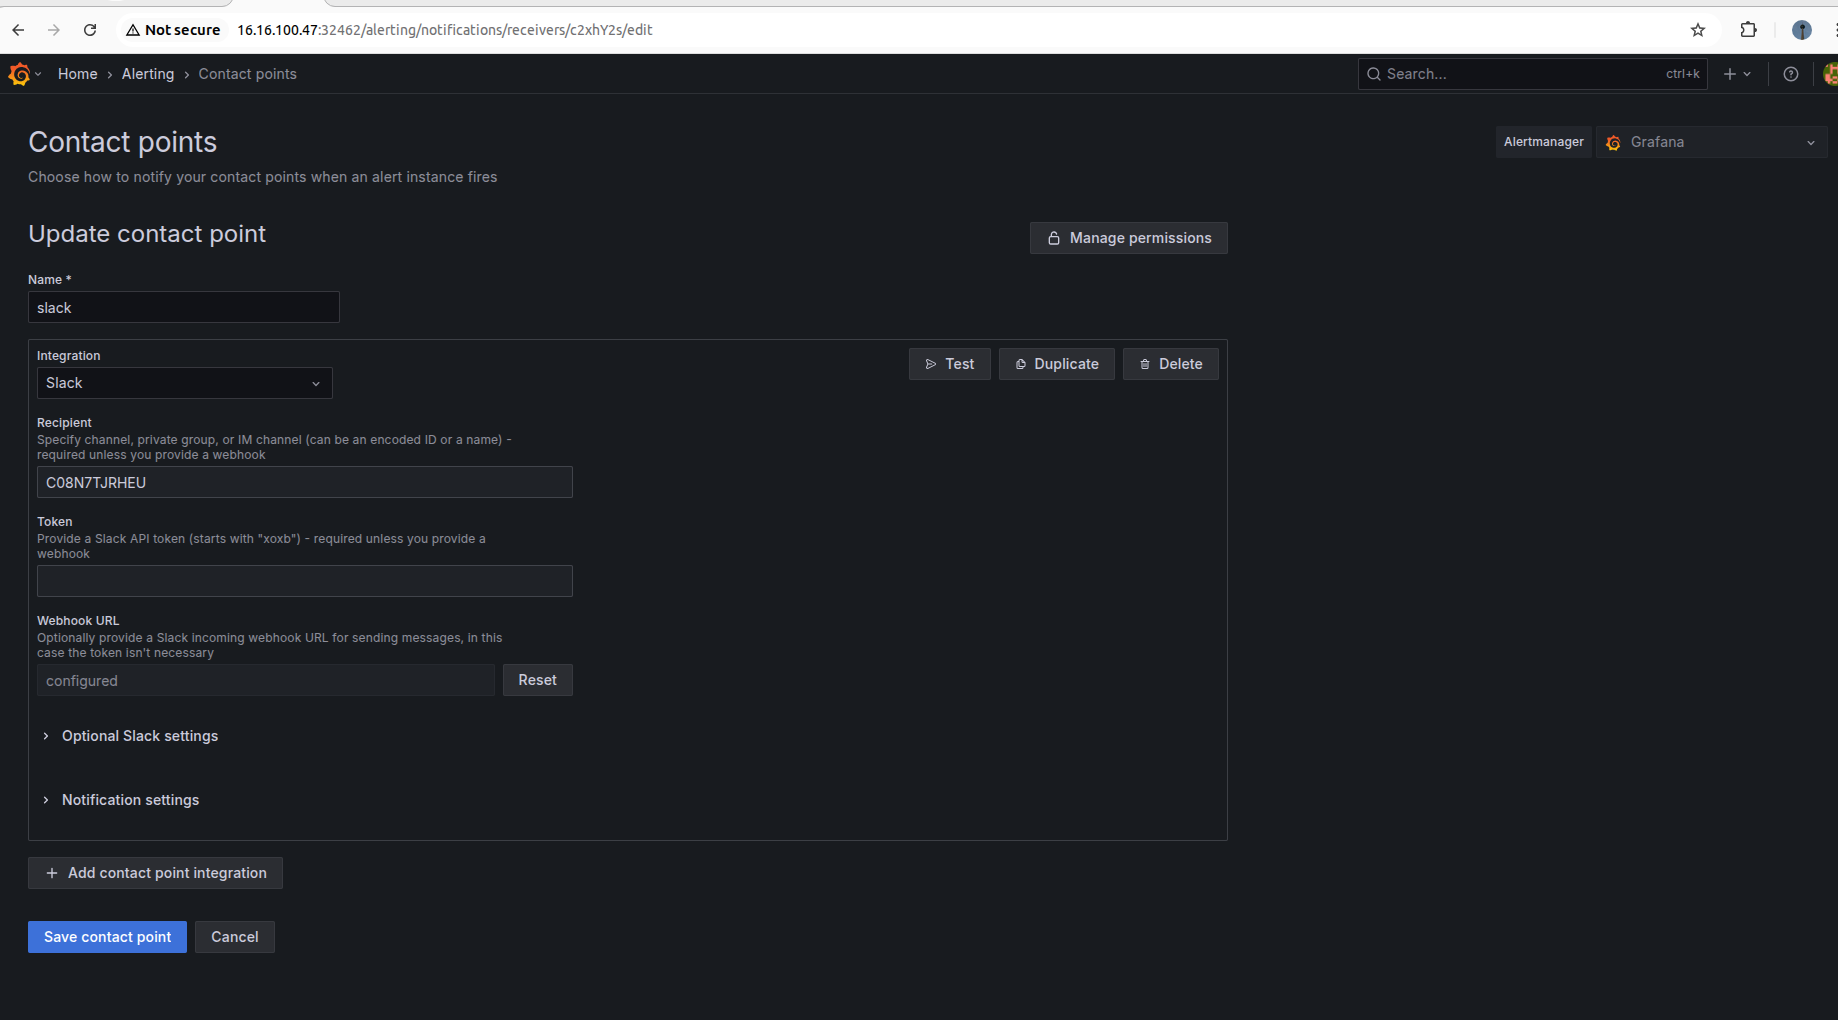 Not secure 16.16.100.47:32462/alerting/notifications/receivers/c2xhY2s/edit
Home › Alerting › Contact points
Search... ctrl+k
Contact points
Alertmanager Grafana
Choose how to notify your contact points when an alert instance fires
Update contact point
Manage permissions
Name *
slack
Integration
Test Duplicate Delete
Slack
Recipient
Specify channel, private group, or IM channel (can be an encoded ID or a name) -
required unless you provide a webhook
C08N7TJRHEU
Token
Provide a Slack API token (starts with "xoxb") - required unless you provide a
webhook
Webhook URL
Optionally provide a Slack incoming webhook URL for sending messages, in this
case the token isn't necessary
configured Reset
Optional Slack settings
Notification settings
+ Add contact point integration
Save contact point Cancel